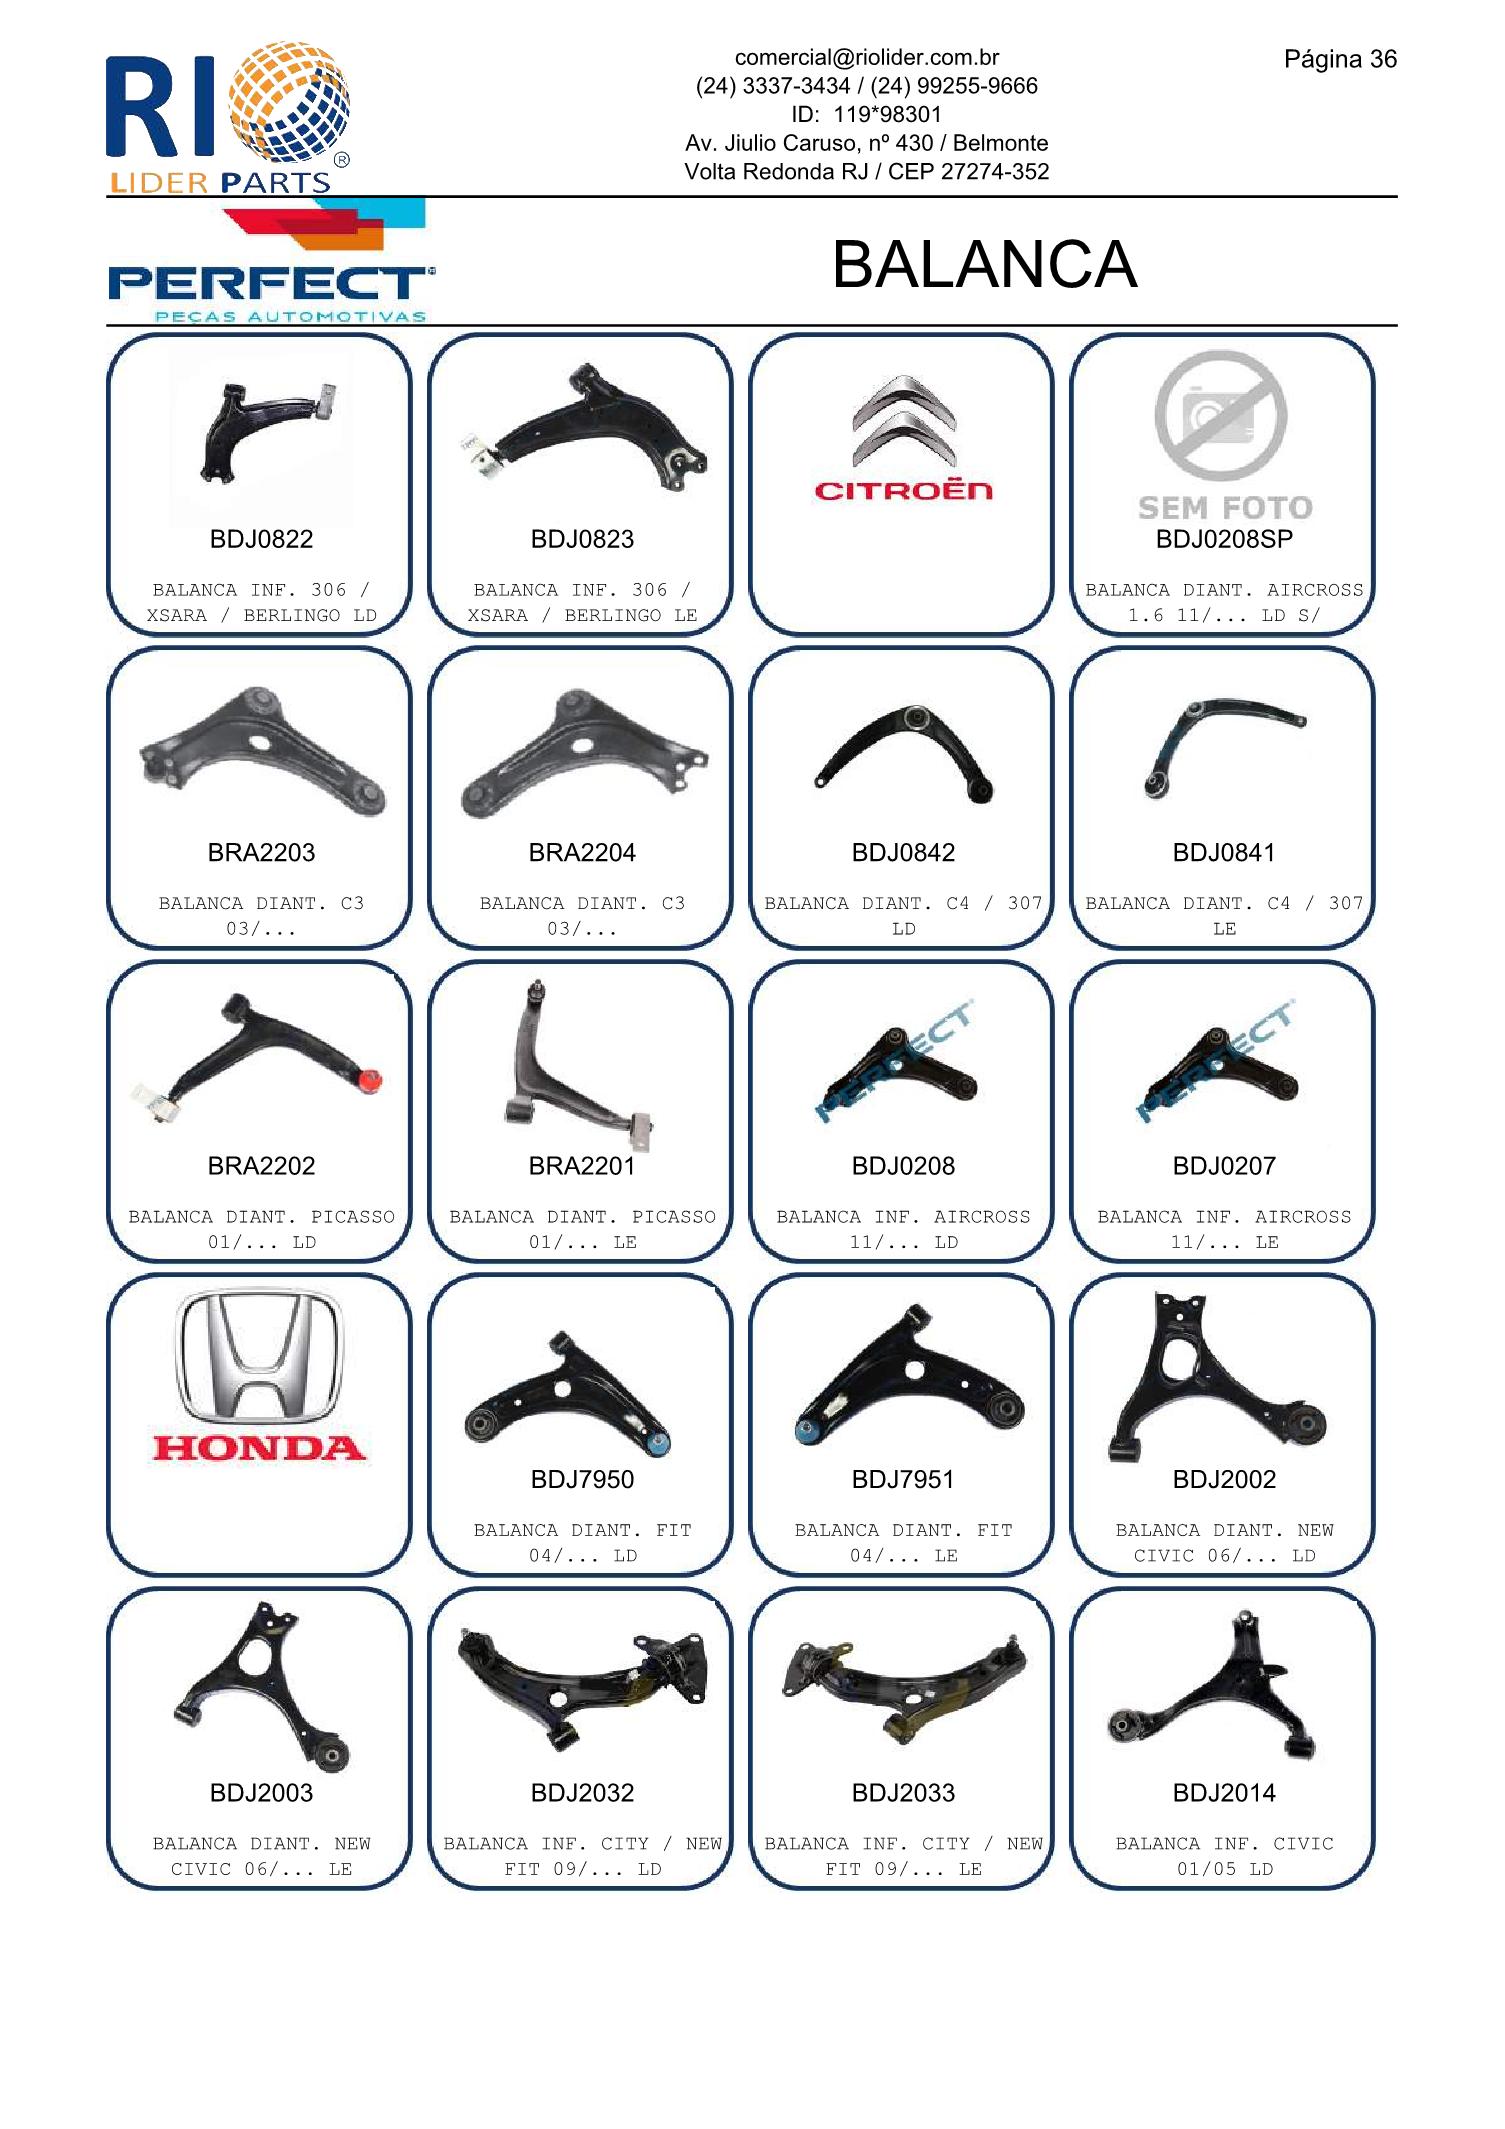 RIO
LIDER PARTS
®
comercial@riolider.com.br
(24) 3337-3434 / (24) 99255-9666
ID:  119*98301
Av. Jiulio Caruso, nº 430 / Belmonte
Volta Redonda RJ / CEP 27274-352
Página 36
PERFECT
PEÇAS AUTOMOTIVAS
BALANCA
BDJ0822
BALANCA INF. 306 /
XSARA / BERLINGO LD
BDJ0823
BALANCA INF. 306 /
XSARA / BERLINGO LE
CITROËN
SEM FOTO
BDJ0208SP
BALANCA DIANT. AIRCROSS
1.6 11/... LD S/
BRA2203
BALANCA DIANT. C3
03/...
BRA2204
BALANCA DIANT. C3
03/...
BDJ0842
BALANCA DIANT. C4 / 307
LD
BDJ0841
BALANCA DIANT. C4 / 307
LE
BRA2202
BALANCA DIANT. PICASSO
01/... LD
BRA2201
BALANCA DIANT. PICASSO
01/... LE
PERFECT
BDJ0208
BALANCA INF. AIRCROSS
11/... LD
PERFECT
BDJ0207
BALANCA INF. AIRCROSS
11/... LE
HONDA
BDJ7950
BALANCA DIANT. FIT
04/... LD
BDJ7951
BALANCA DIANT. FIT
04/... LE
BDJ2002
BALANCA DIANT. NEW
CIVIC 06/... LD
BDJ2003
BALANCA DIANT. NEW
CIVIC 06/... LE
BDJ2032
BALANCA INF. CITY / NEW
FIT 09/... LD
BDJ2033
BALANCA INF. CITY / NEW
FIT 09/... LE
BDJ2014
BALANCA INF. CIVIC
01/05 LD